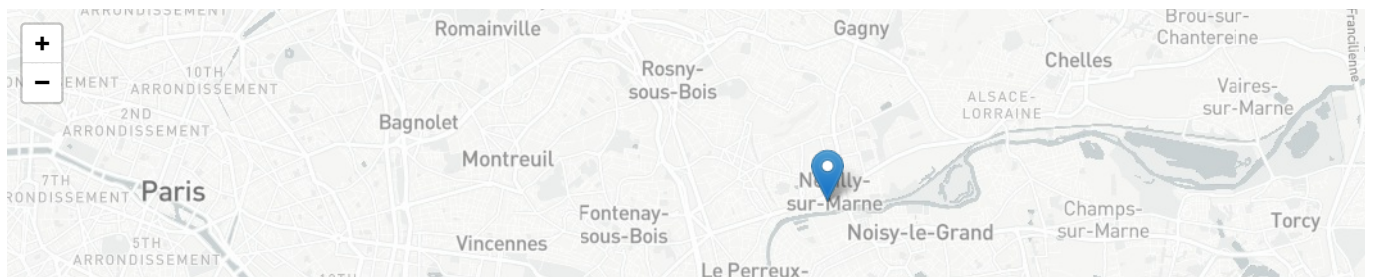 ARRONDISSEMENT
Romainville
Gagny
Brou-sur-
Chantereine
Francilienne
+
−
EMENT
10TH
ARRONDISSEMENT
Rosny-
sous-Bois
Chelles
Vaires-
sur-Marne
ALSACE-
LORRAINE
2ND
ARRONDISSEMENT
Bagnolet
Montreuil
7TH
RONDISSEMENT
Paris
sur-Marne
Fontenay-
sous-Bois
Champs-
sur-Marne
Torcy
Noisy-le-Grand
5TH
ARRONDISSEMENT
Vincennes
Le Perreux-